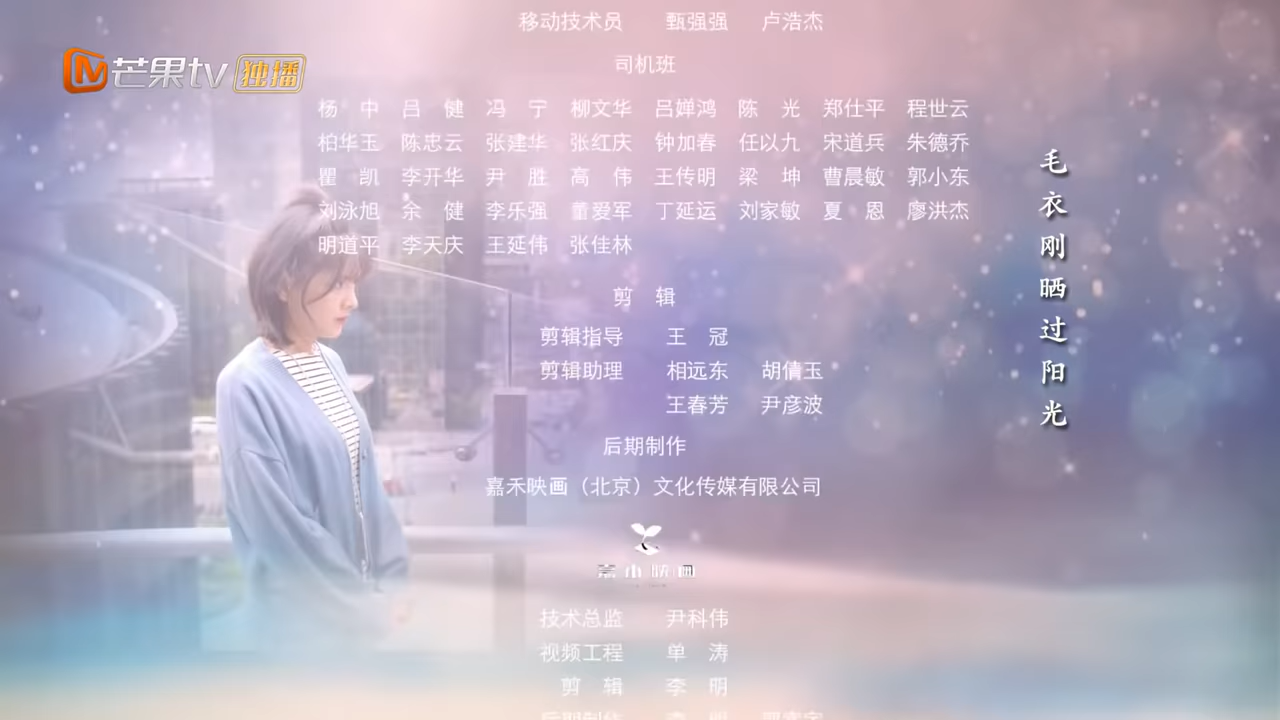 移动技术员 甄强强 卢浩杰
芒果tv 独播
司机班
杨 中 吕 健 冯 宁 柳文华 吕婵鸿 陈 光 郑仕平 程世云
柏华玉 陈忠云 张建华 张红庆 钟加春 任以九 宋道兵 朱德乔
瞿 凯 李开华 尹 胜 高 伟 王传明 梁 坤 曹晨敏 郭小东
刘泳旭 余 健 李乐强 董爱军 丁延运 刘家敏 夏 恩 廖洪杰
明道平 李天庆 王延伟 张佳林
毛衣刚晒过阳光
剪 辑
剪辑指导 王 冠
剪辑助理 相远东 胡倩玉
王春芳 尹彦波
后期制作
嘉禾映画（北京）文化传媒有限公司
技术总监 尹科伟
视频工程 单 涛
剪 辑 李 明